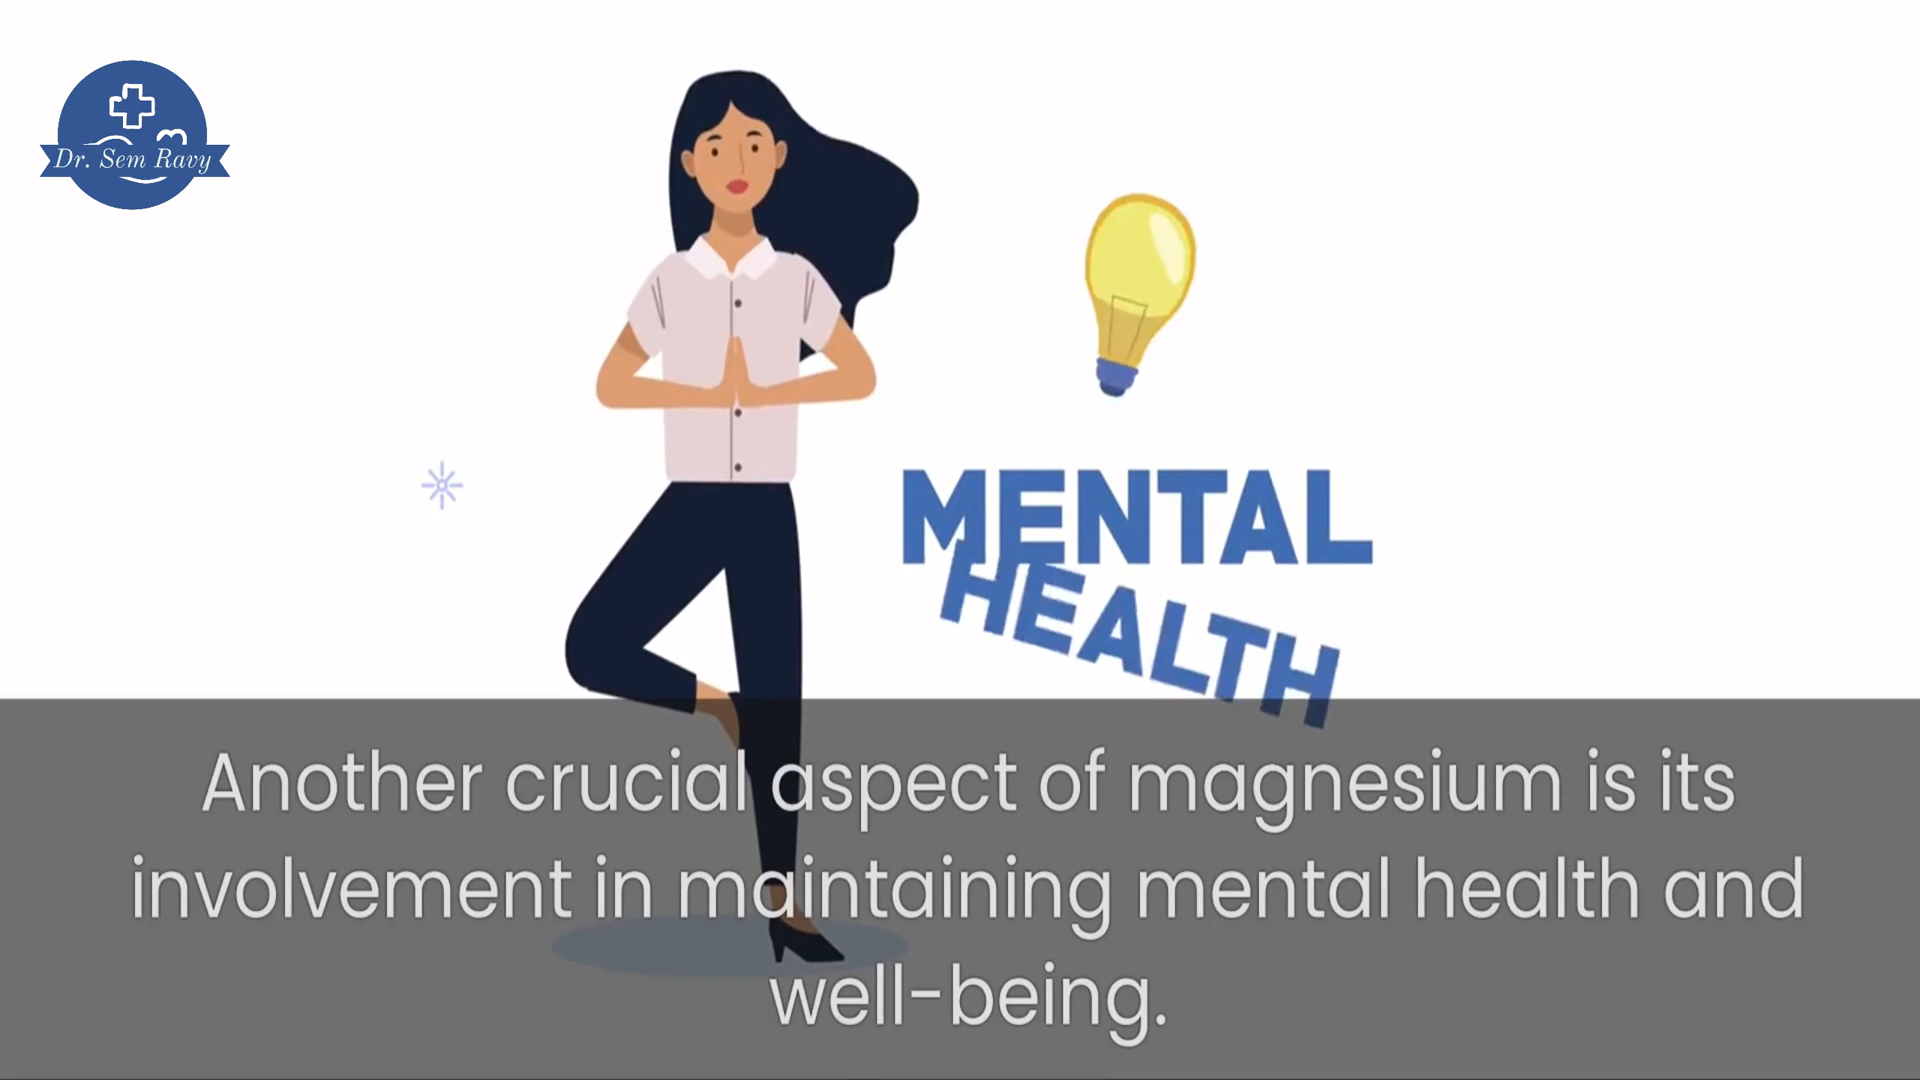 Dr. Sem Ravy
MENTAL
HEALTH
Another crucial aspect of magnesium is its
involvement in maintaining mental health and
well-being.